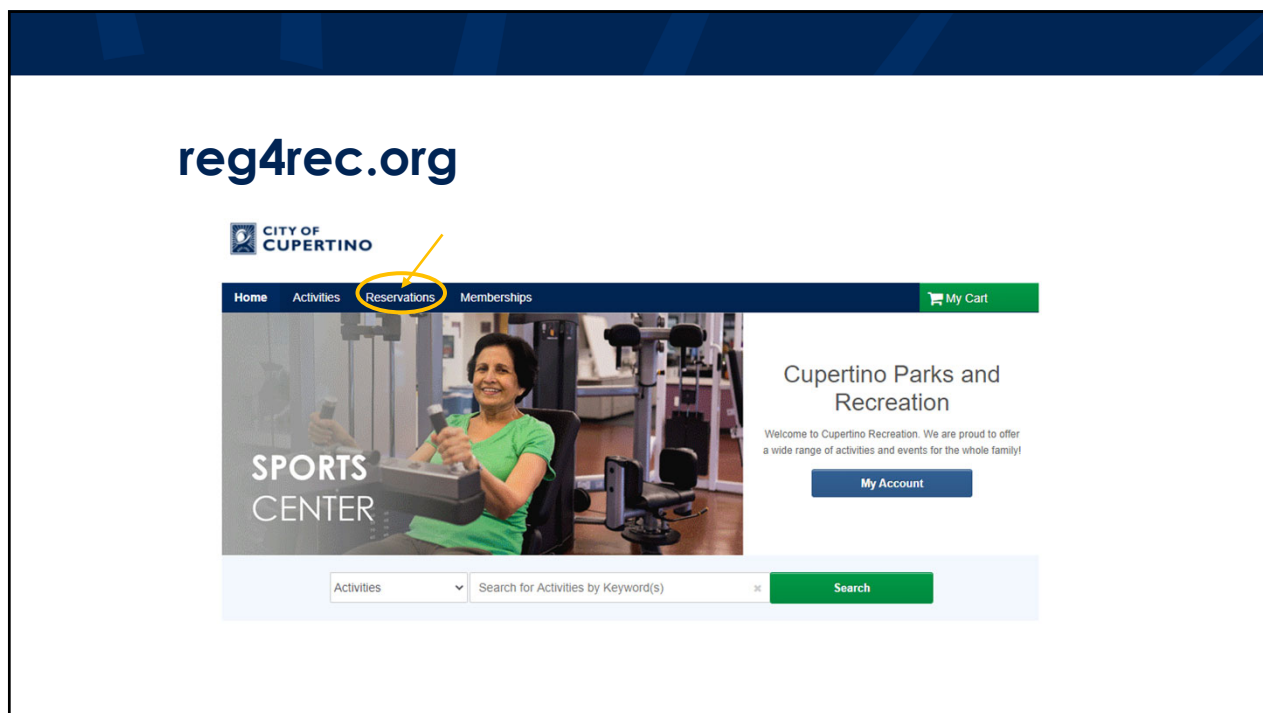 reg4rec.org
CITY OF
CUPERTINO
Home Activities Reservations Memberships My Cart
SPORTS
CENTER
Cupertino Parks and
Recreation
Welcome to Cupertino Recreation. We are proud to offer
a wide range of activities and events for the whole family!
My Account
Activities Search for Activities by Keyword(s) Search